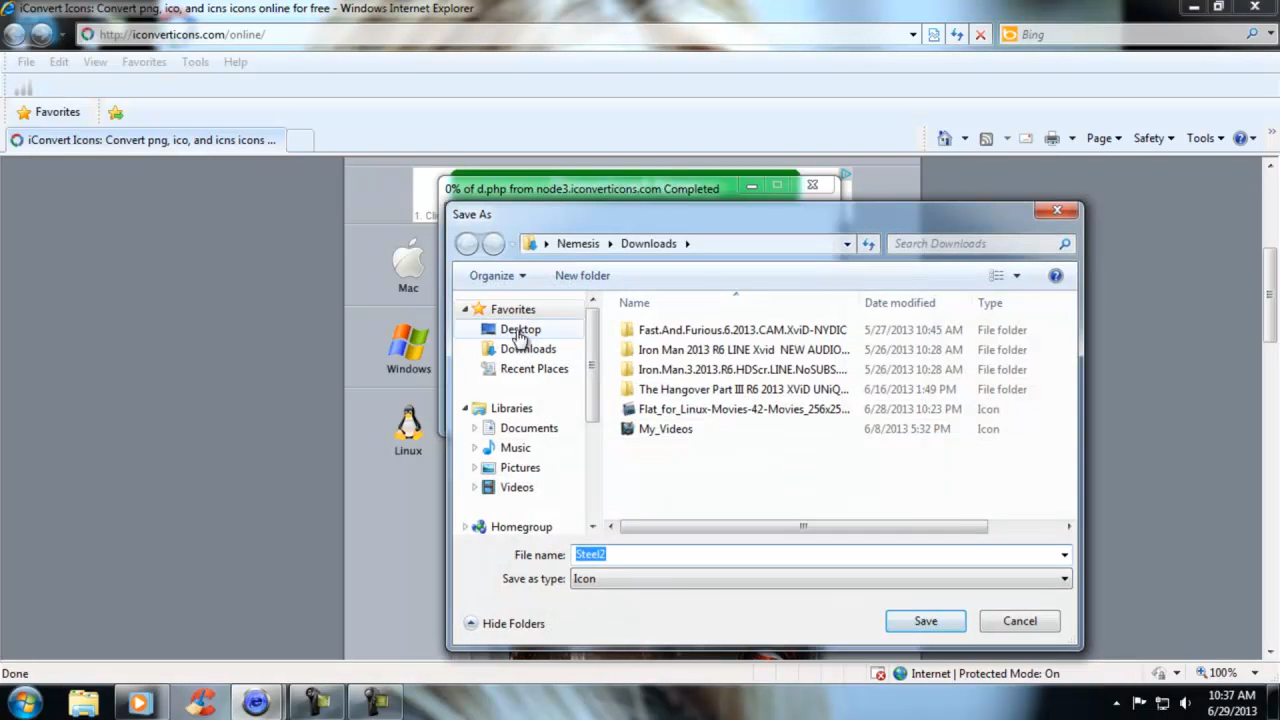 iConvert Icons: Convert png, ico, and icns icons online for free - Windows Internet Explorer
http://iconverticons.com/online/
Bing
File Edit View Favorites Tools Help
Favorites
iConvert Icons: Convert png, ico, and icns icons ...
Page Safety Tools
0% of d.php from node3.iconverticons.com Completed
1. Cli
Save As
Nemesis Downloads
Search Downloads
Organize New folder
Mac
Windows
Linux
Favorites
Desktop
Downloads
Recent Places
Libraries
Documents
Music
Pictures
Videos
Homegroup
Name Date modified Type
Fast.And.Furious.6.2013.CAM.XviD-NYDIC 5/27/2013 10:45 AM File folder
Iron Man 2013 R6 LINE Xvid NEW AUDIO... 5/26/2013 10:28 AM File folder
Iron.Man.3.2013.R6.HDScr.LINE.NoSUBS.... 5/26/2013 10:28 AM File folder
The Hangover Part III R6 2013 XViD UNiQ... 6/16/2013 1:49 PM File folder
Flat_for_Linux-Movies-42-Movies_256x25... 6/28/2013 10:23 PM Icon
My_Videos 6/8/2013 5:32 PM Icon
File name: Steel2
Save as type: Icon
Hide Folders
Save Cancel
Done
Internet | Protected Mode: On
100%
10:37 AM
6/29/2013